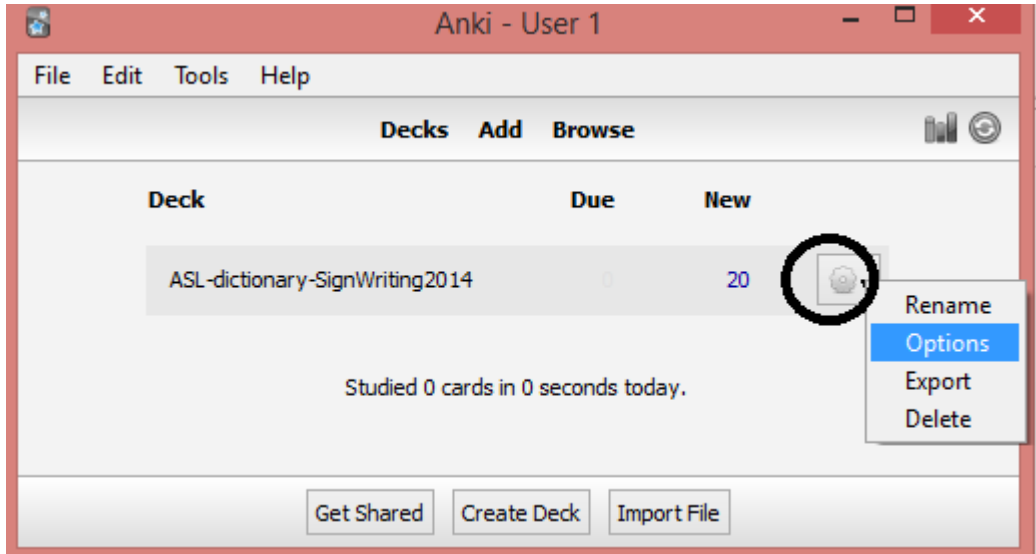 Anki - User 1
File Edit Tools Help
Decks Add Browse
Deck Due New
ASL-dictionary-SignWriting2014 0 20
Rename
Options
Export
Delete
Studied 0 cards in 0 seconds today.
Get Shared Create Deck Import File